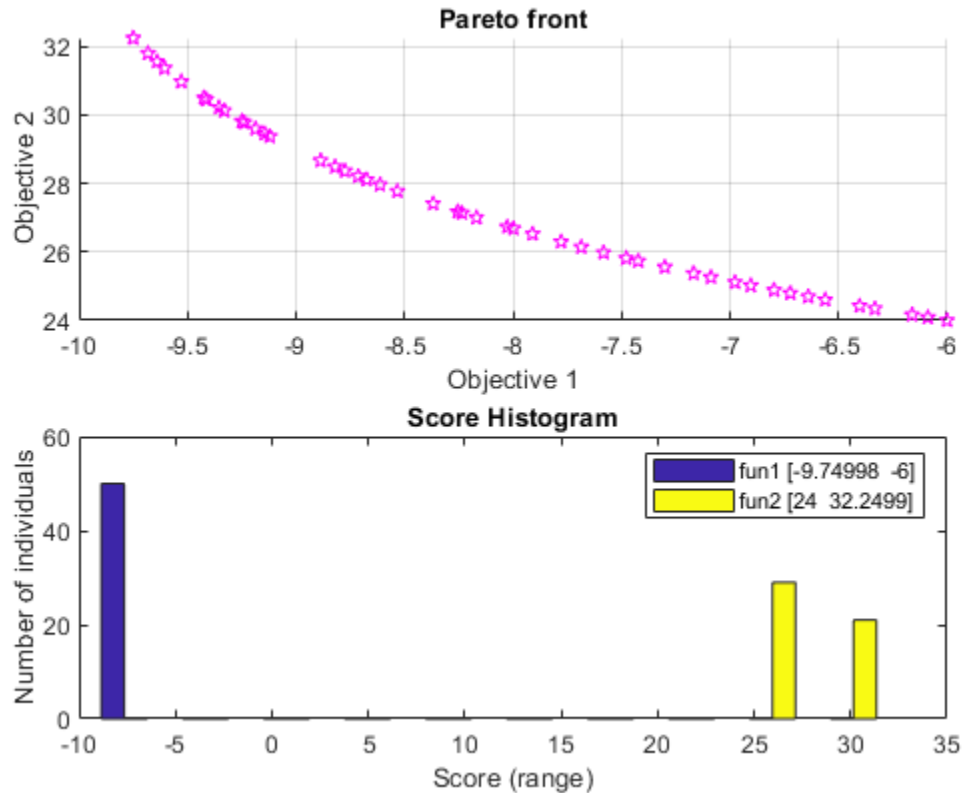 Pareto front
Objective 2
32
30
28
26
24
-10 -9.5 -9 -8.5 -8 -7.5 -7 -6.5 -6
Objective 1
Score Histogram
Number of individuals
60
40
20
0
fun1 [-9.74998 -6]
fun2 [24 32.2499]
-10 -5 0 5 10 15 20 25 30 35
Score (range)